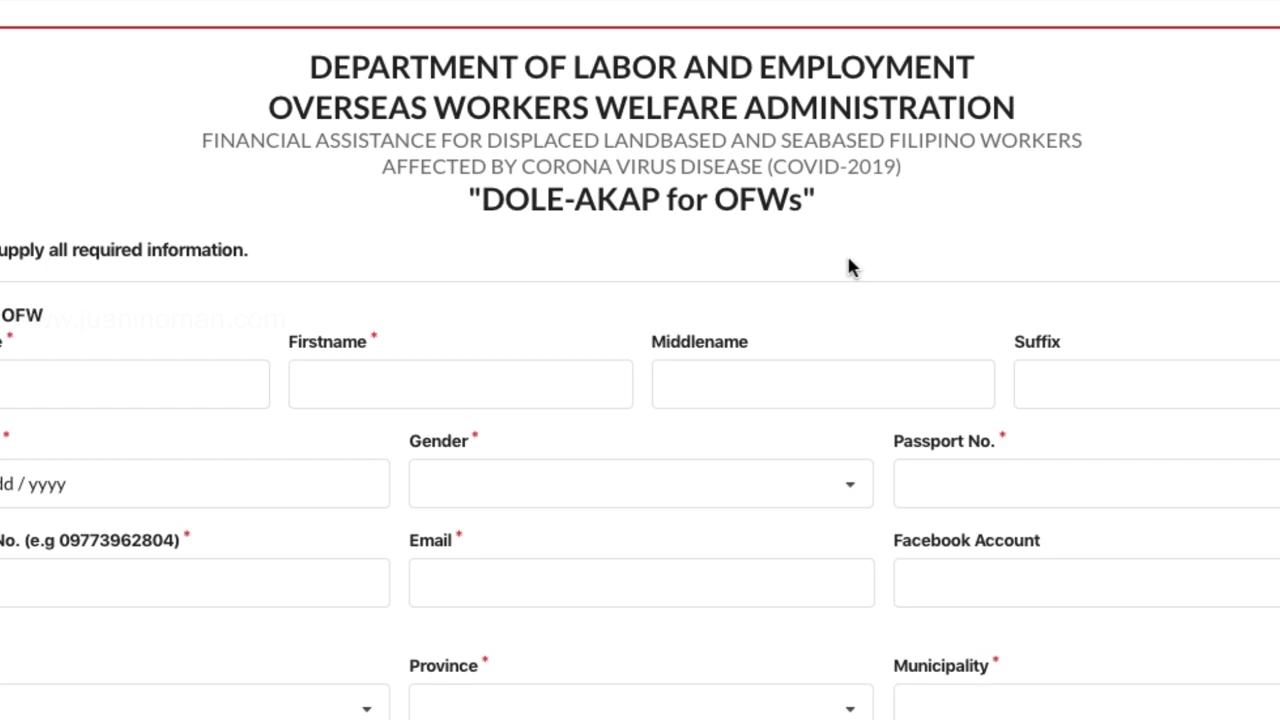 DEPARTMENT OF LABOR AND EMPLOYMENT
OVERSEAS WORKERS WELFARE ADMINISTRATION
FINANCIAL ASSISTANCE FOR DISPLACED LANDBASED AND SEABASED FILIPINO WORKERS
AFFECTED BY CORONA VIRUS DISEASE (COVID-2019)
"DOLE-AKAP for OFWs"
upply all required information.
OFW
w.juaninoman.com
e * Firstname * Middlename Suffix
* Gender * Passport No. *
dd / yyyy
No. (e.g 09773962804) * Email * Facebook Account
Province * Municipality *